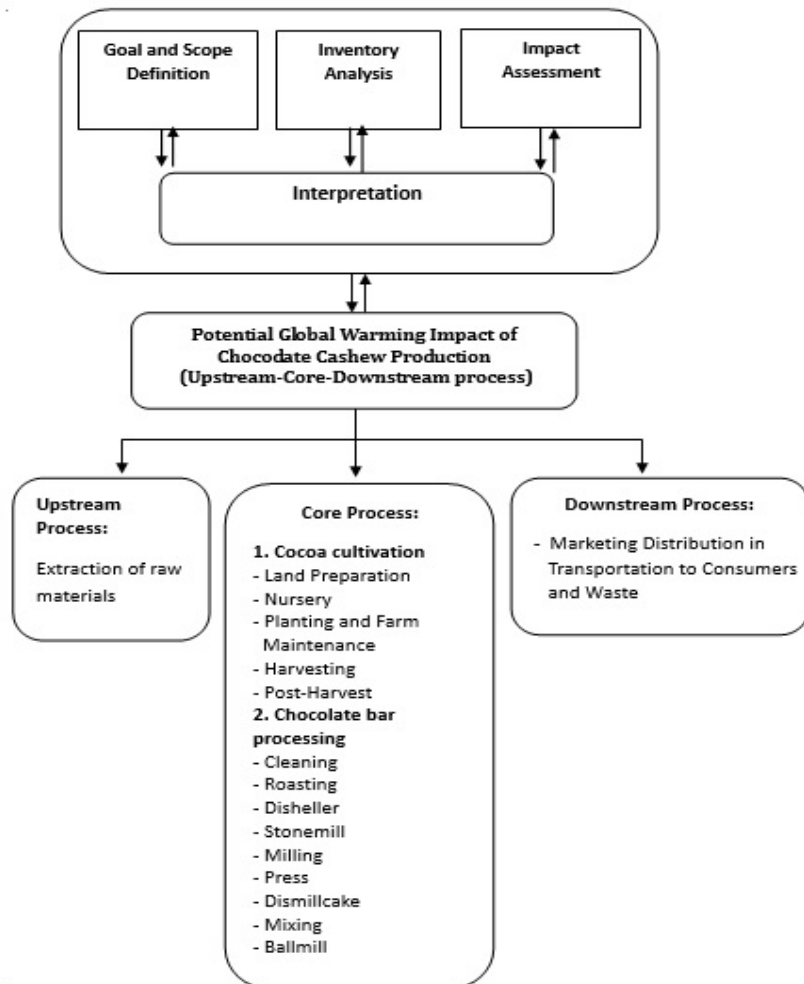 Goal and Scope
Definition
Inventory
Analysis
Impact
Assessment
Interpretation
Potential Global Warming Impact of
Chocodate Cashew Production
(Upstream-Core-Downstream process)
Upstream
Process:
Extraction of raw
materials
Core Process:
1. Cocoa cultivation
- Land Preparation
- Nursery
- Planting and Farm
Maintenance
- Harvesting
- Post-Harvest
2. Chocolate bar
processing
- Cleaning
- Roasting
- Disheller
- Stonemill
- Milling
- Press
- Dismillcake
- Mixing
- Ballmill
Downstream Process:
- Marketing Distribution in
Transportation to Consumers
and Waste